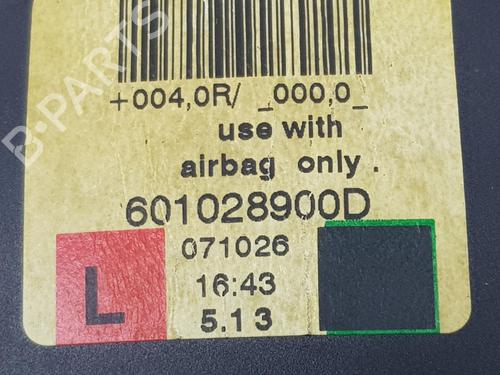 B-PARTS
+004,0R/ _000,0_
use with
airbag only .
601028900D
071026
L
16:43
5.13